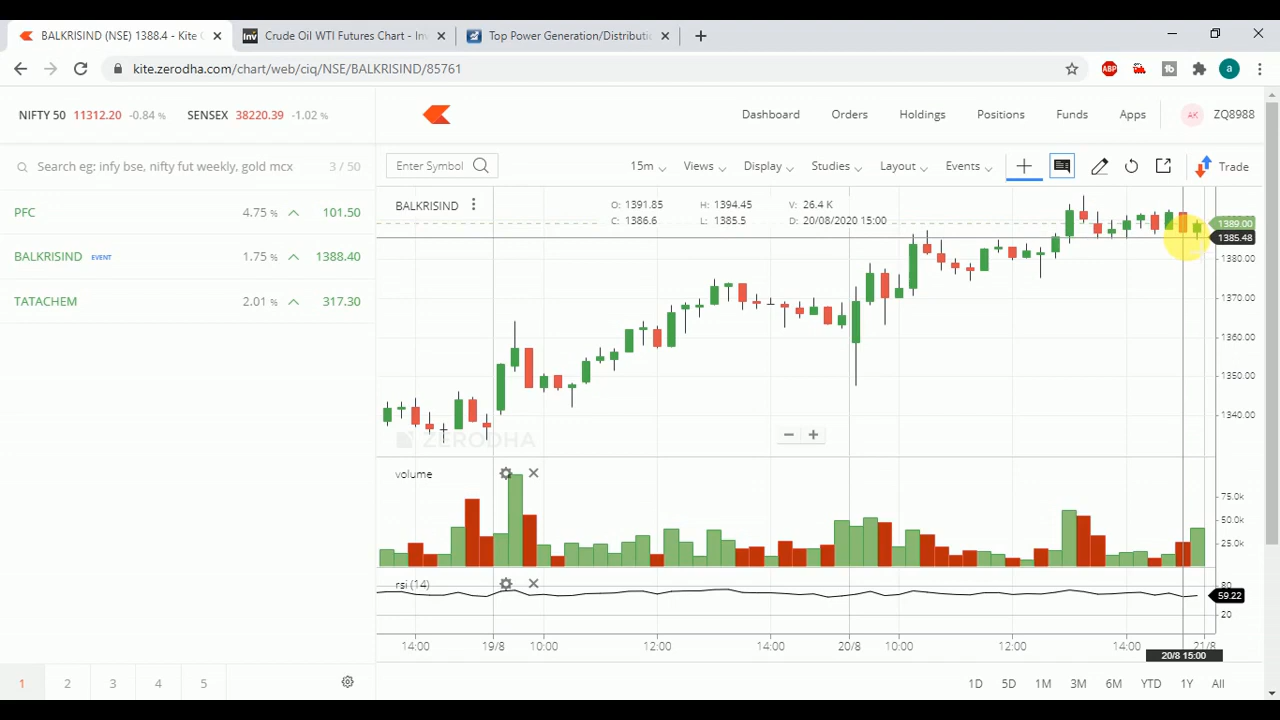 BALKRISIND (NSE) 1388.4 - Kite
Crude Oil WTI Futures Chart - Inv
Top Power Generation/Distributi
kite.zerodha.com/chart/web/ciq/NSE/BALKRISIND/85761
ABP
a
NIFTY 50 11312.20 -0.84 % SENSEX 38220.39 -1.02 %
Dashboard Orders Holdings Positions Funds Apps AK ZQ8988
Search eg: infy bse, nifty fut weekly, gold mcx 3 / 50
Enter Symbol 15m Views Display Studies Layout Events Trade
PFC 4.75 % 101.50
BALKRISIND EVENT 1.75 % 1388.40
TATACHEM 2.01 % 317.30
BALKRISIND
O: 1391.85 H: 1394.45 V: 26.4 K
C: 1386.6 L: 1385.5 D: 20/08/2020 15:00
1389.00
1385.48
1380.00
1370.00
1360.00
1350.00
1340.00
ZERODHA
volume
75.0k
50.0k
25.0k
rsi (14)
80
59.22
20
14:00 19/8 10:00 12:00 14:00 20/8 10:00 12:00 14:00 21/8
20/8 15:00
1 2 3 4 5
1D 5D 1M 3M 6M YTD 1Y All